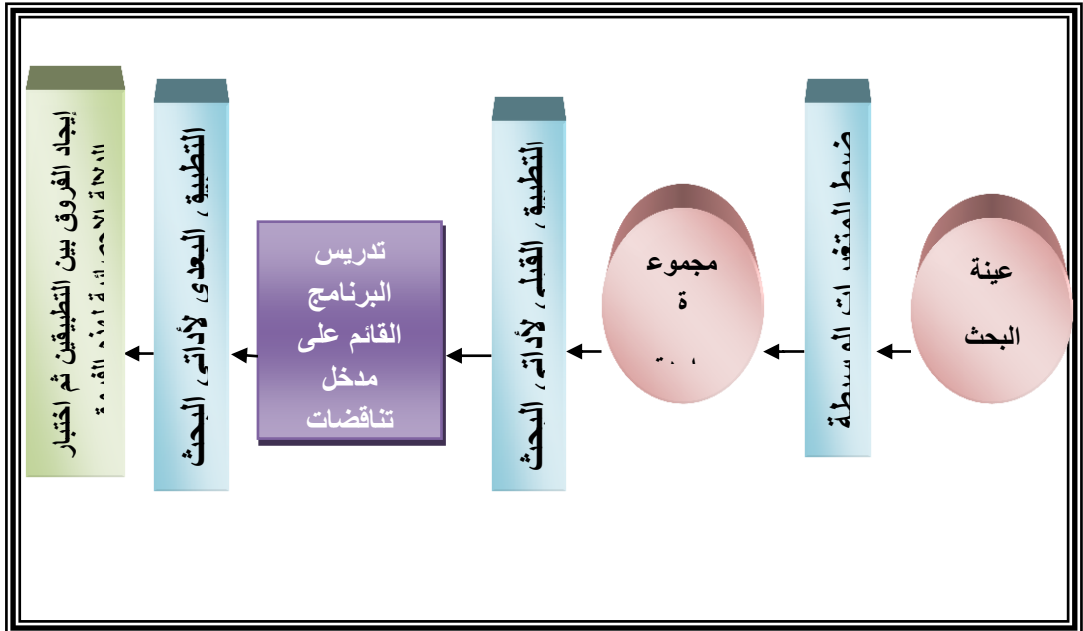 عينة
البحث
ضبط المتغيرات الوسيطة
مجموع
ة
التطبيق القبلي لأداتي البحث
تدريس
البرنامج
القائم على
مدخل
تناقضات
التطبيق البعدي لأداتي البحث
إيجاد الفروق بين التطبيقين ثم اختبار